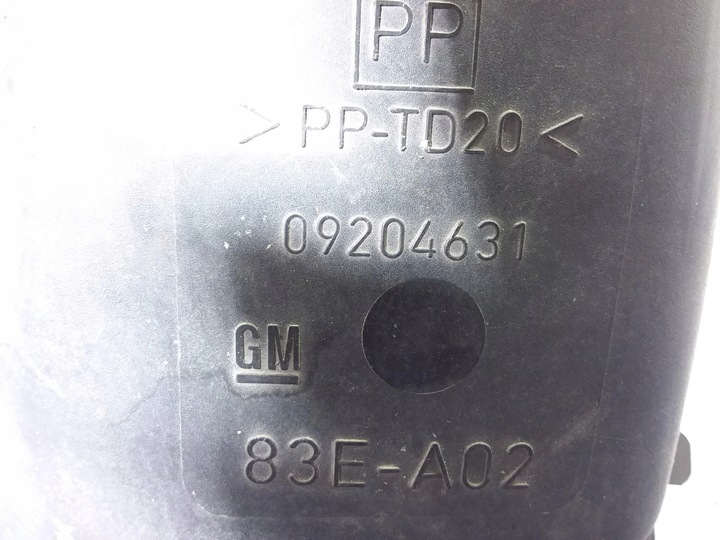 PP
>PP-TD20<
09204631
GM
83E-A02